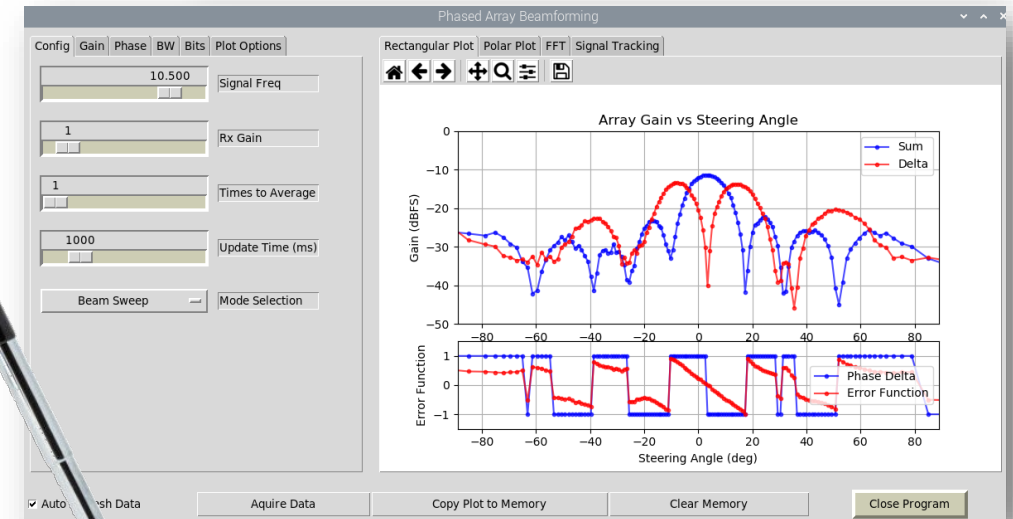 Phased Array Beamforming
Config Gain Phase BW Bits Plot Options
10.500
Signal Freq
1
Rx Gain
1
Times to Average
1000
Update Time (ms)
Beam Sweep
Mode Selection
Rectangular Plot Polar Plot FFT Signal Tracking
Array Gain vs Steering Angle
Sum
Delta
Gain (dBFS)
0
−10
−20
−30
−40
−50
−80 −60 −40 −20 0 20 40 60 80
Error Function
1
0
−1
Phase Delta
Error Function
−80 −60 −40 −20 0 20 40 60 80
Steering Angle (deg)
Auto Data
Aquire Data
Copy Plot to Memory
Clear Memory
Close Program